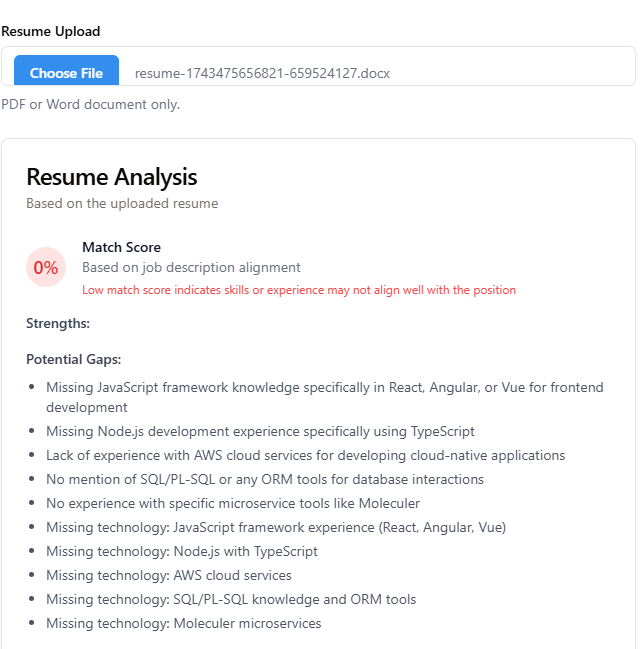 Resume Upload
Choose File resume-1743475656821-659524127.docx
PDF or Word document only.
Resume Analysis
Based on the uploaded resume
0%
Match Score
Based on job description alignment
Low match score indicates skills or experience may not align well with the position
Strengths:
Potential Gaps:
• Missing JavaScript framework knowledge specifically in React, Angular, or Vue for frontend
development
• Missing Node.js development experience specifically using TypeScript
• Lack of experience with AWS cloud services for developing cloud-native applications
• No mention of SQL/PL-SQL or any ORM tools for database interactions
• No experience with specific microservice tools like Moleculer
• Missing technology: JavaScript framework experience (React, Angular, Vue)
• Missing technology: Node.js with TypeScript
• Missing technology: AWS cloud services
• Missing technology: SQL/PL-SQL knowledge and ORM tools
• Missing technology: Moleculer microservices